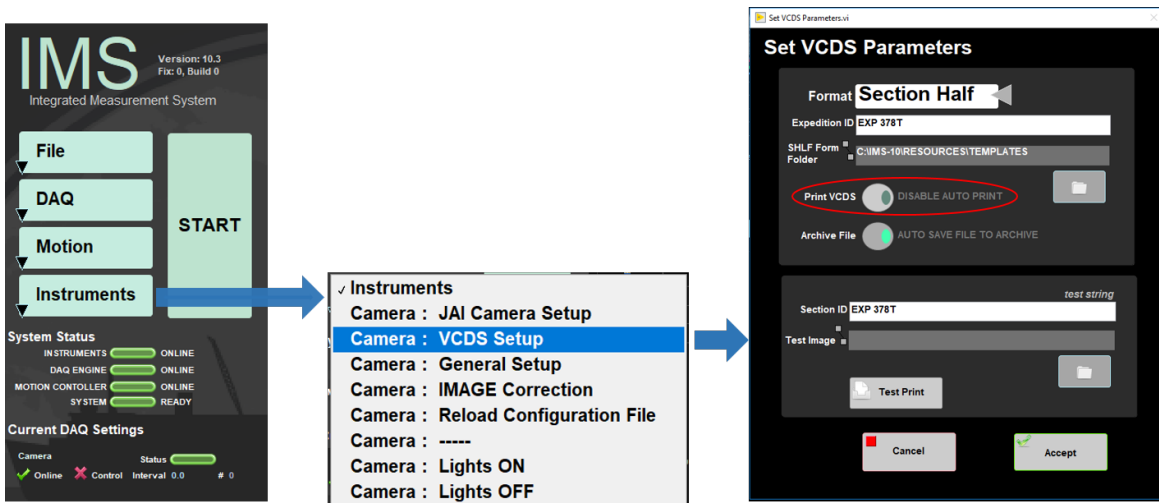 IMS
Version: 10.3
Fix: 0, Build 0
Integrated Measurement System
File
DAQ
Motion
Instruments
START
System Status
INSTRUMENTS ONLINE
DAQ ENGINE ONLINE
MOTION CONTOLLER ONLINE
SYSTEM READY
Current DAQ Settings
Camera Status
Online Control Interval 0.0 # 0
✓ Instruments
Camera : JAI Camera Setup
Camera : VCDS Setup
Camera : General Setup
Camera : IMAGE Correction
Camera : Reload Configuration File
Camera : -----
Camera : Lights ON
Camera : Lights OFF
Set VCDS Parameters.vi
Set VCDS Parameters
Format Section Half
Expedition ID EXP 378T
SHLF Form
Folder
C:\IMS-10\RESOURCES\TEMPLATES
Print VCDS DISABLE AUTO PRINT
Archive File AUTO SAVE FILE TO ARCHIVE
test string
Section ID EXP 378T
Test Image
Test Print
Cancel
Accept